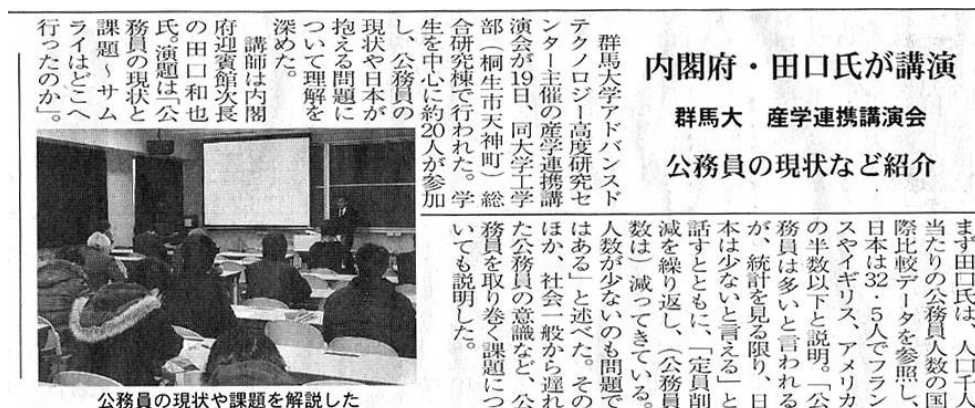 内閣府・田口氏が講演
群馬大　産学連携講演会
公務員の現状など紹介
群馬大学アドバンスド
テクノロジー高度研究セ
ンター主催の産学連携講
演会が19日、同大学工学
部（桐生市天神町）総
合研究棟で行われた。学
生を中心に約20人が参加
し、公務員の
現状や日本が
抱える問題に
ついて理解を
深めた。
講師は内閣
府迎賓館次長
の田口和也
氏。演題は「公
務員の現状と
課題～サム
ライはどこへ
行ったのか」。
まず田口氏は、人口千人
当たりの公務員人数の国
際比較データを参照し、
日本は32・5人でフラン
スやイギリス、アメリカ
の半数以下と説明。「公
務員は多いと言われる
が、統計を見る限り、日
本は少ないと言える」と
話すとともに、「定員削
減を繰り返し、（公務員
数は）減ってきている。
人数が少ないのも問題で
はある」と述べた。その
ほか、社会一般から遅れ
た公務員の意識など、公
務員を取り巻く課題につ
いても説明した。
公務員の現状や課題を解説した